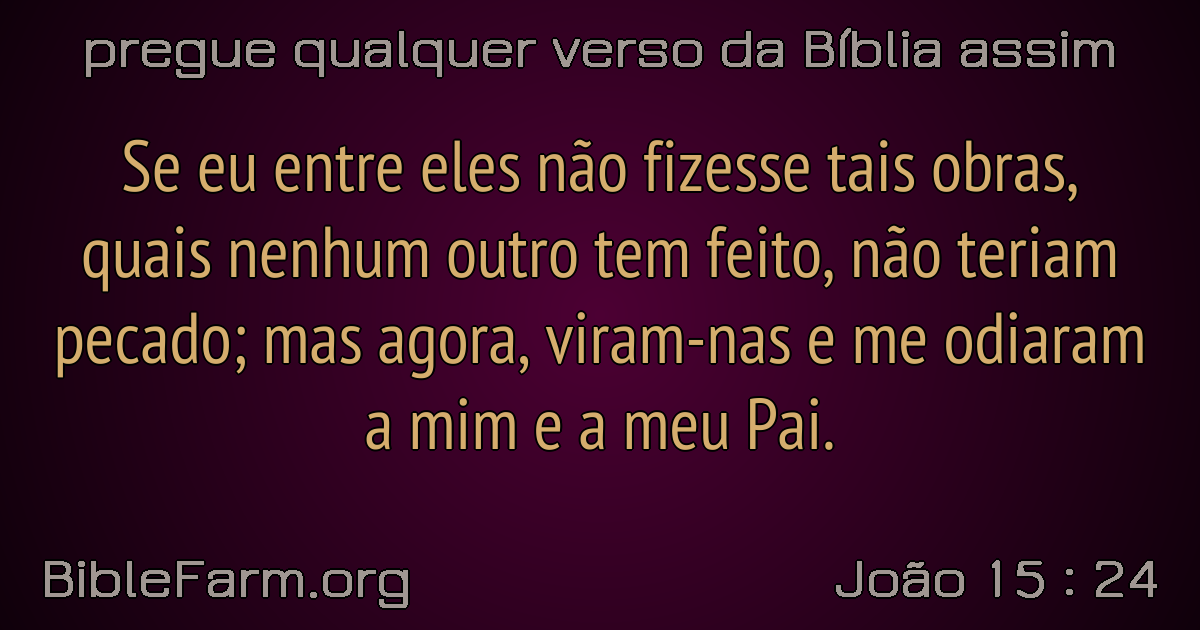 pregue qualquer verso da Bíblia assim
Se eu entre eles não fizesse tais obras,
quais nenhum outro tem feito, não teriam
pecado; mas agora, viram-nas e me odiaram
a mim e a meu Pai.
BibleFarm.org
João 15 : 24